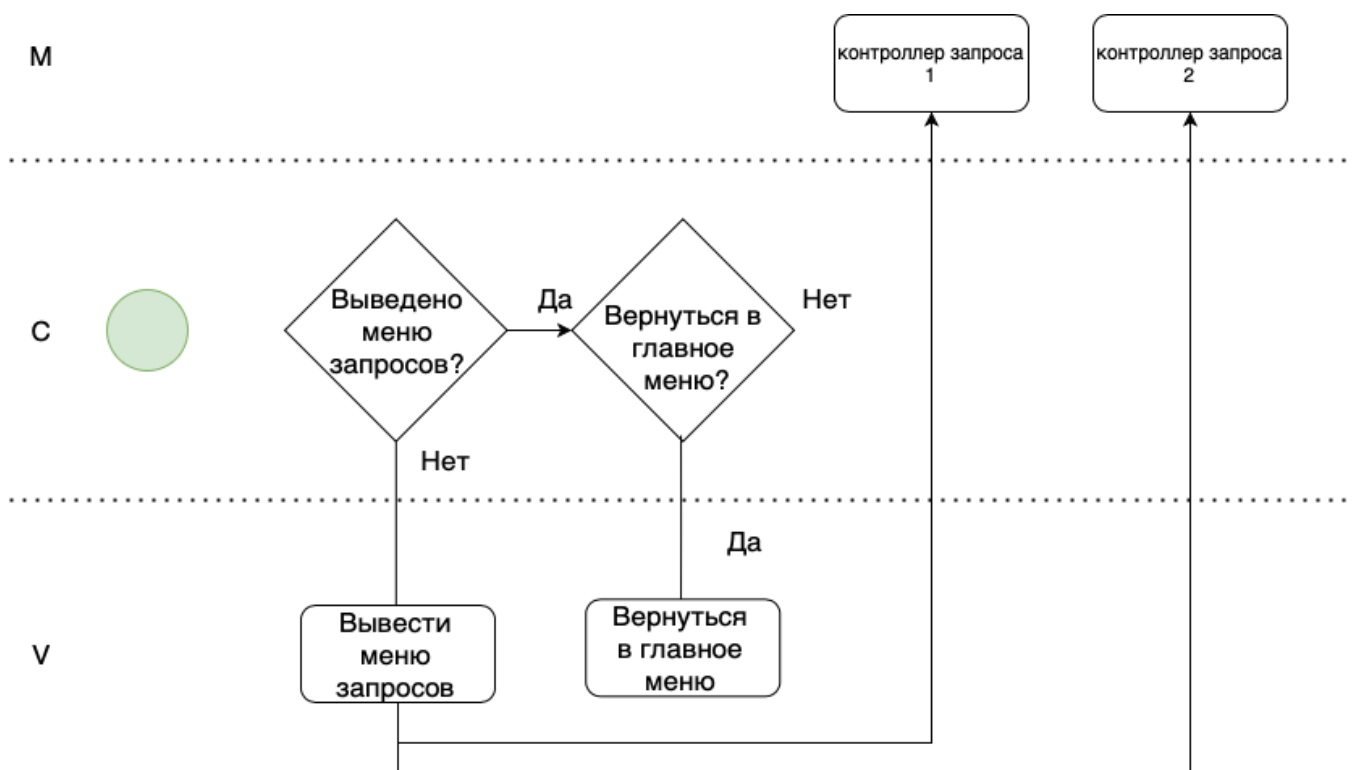 М
контроллер запроса
1
контроллер запроса
2
С
Выведено
меню
запросов?
Да
Вернуться в
главное
меню?
Нет
Нет
Да
V
Вывести
меню
запросов
Вернуться
в главное
меню